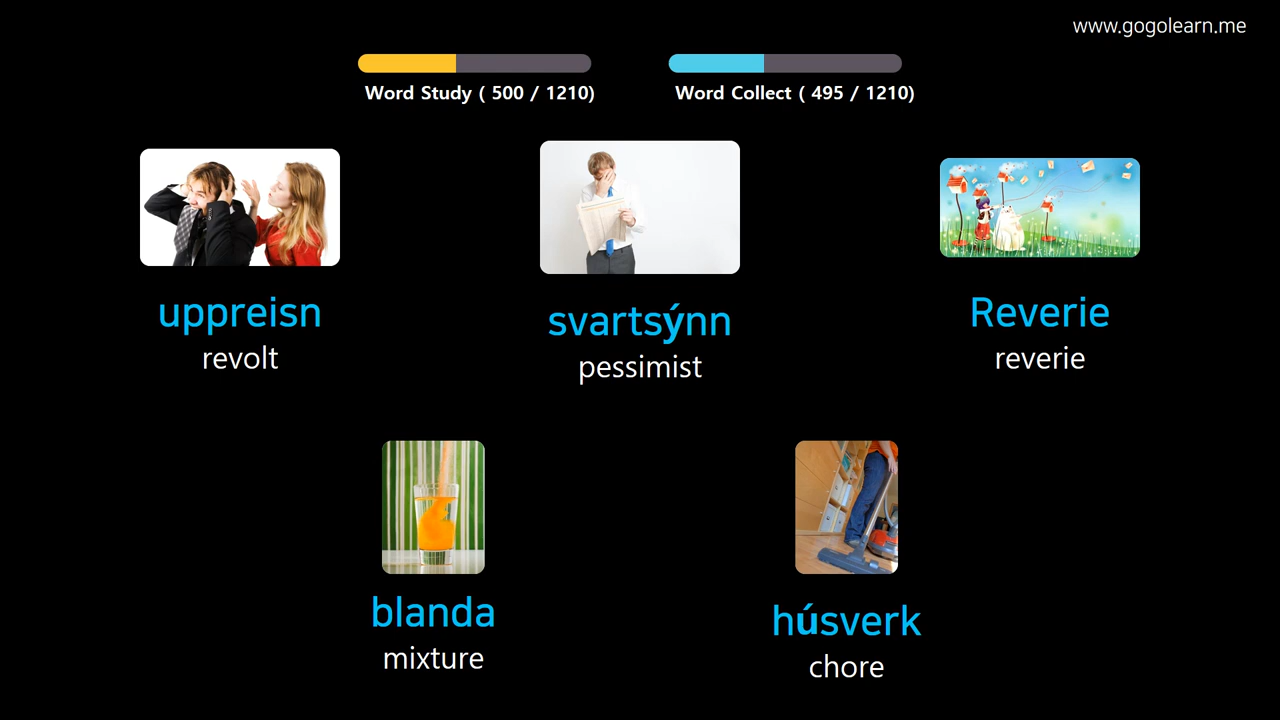 www.gogolearn.me
Word Study ( 500 / 1210)
Word Collect ( 495 / 1210)
uppreisn
revolt
svartsýnn
pessimist
Reverie
reverie
blanda
mixture
húsverk
chore